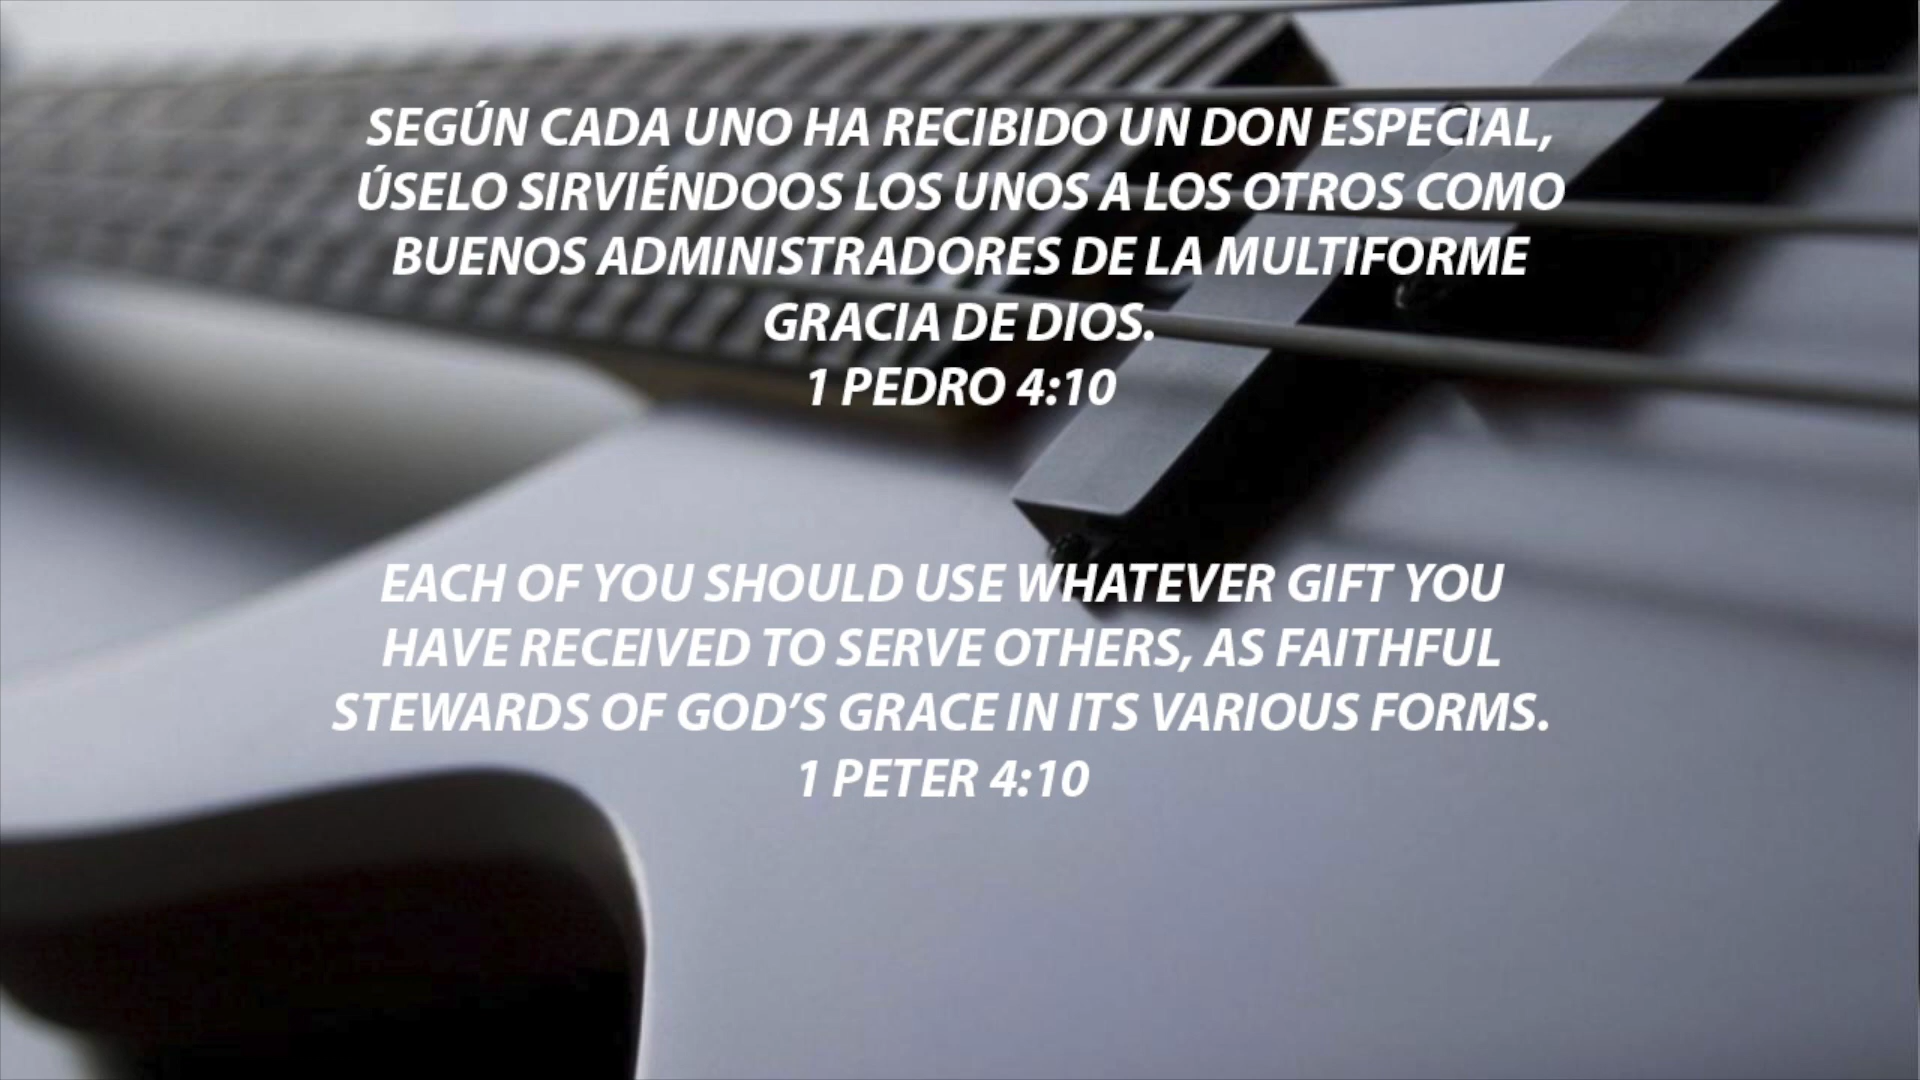 SEGÚN CADA UNO HA RECIBIDO UN DON ESPECIAL,
ÚSELO SIRVIÉNDOOS LOS UNOS A LOS OTROS COMO
BUENOS ADMINISTRADORES DE LA MULTIFORME
GRACIA DE DIOS.
1 PEDRO 4:10
EACH OF YOU SHOULD USE WHATEVER GIFT YOU
HAVE RECEIVED TO SERVE OTHERS, AS FAITHFUL
STEWARDS OF GOD’S GRACE IN ITS VARIOUS FORMS.
1 PETER 4:10